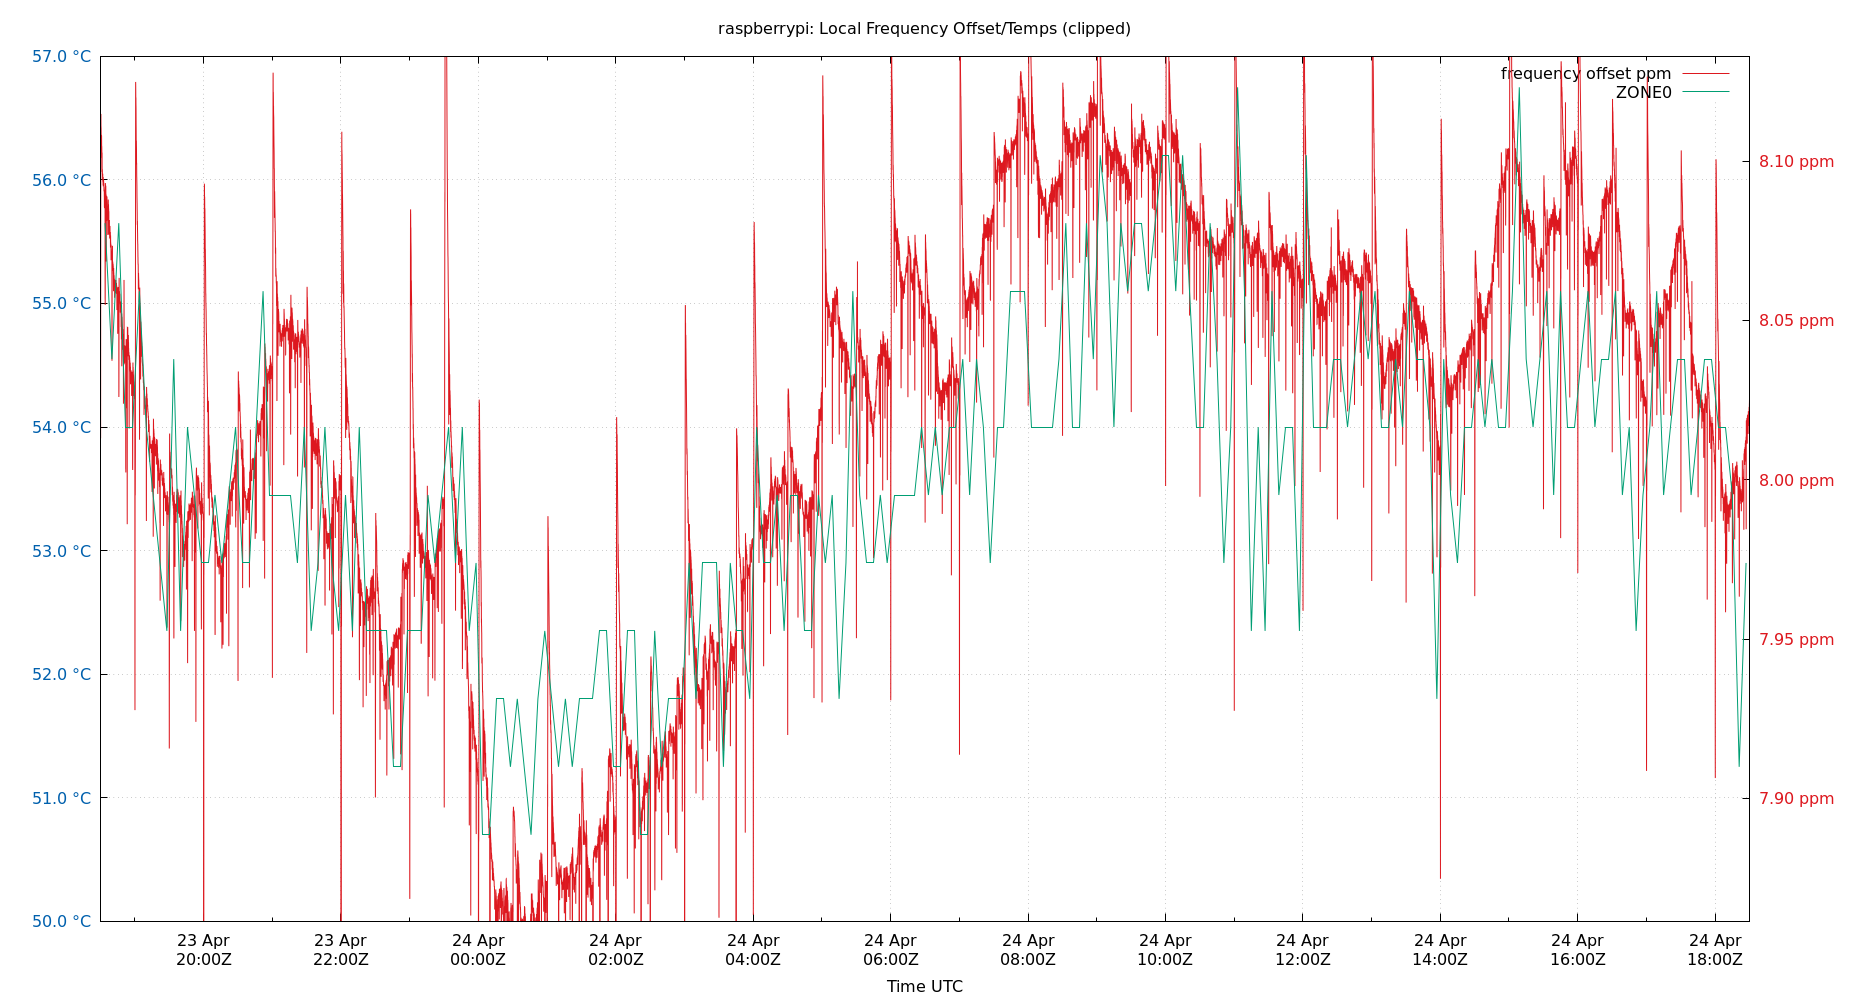 raspberrypi: Local Frequency Offset/Temps (clipped)
57.0 °C
56.0 °C
55.0 °C
54.0 °C
53.0 °C
52.0 °C
51.0 °C
50.0 °C
frequency offset ppm
ZONE0
8.10 ppm
8.05 ppm
8.00 ppm
7.95 ppm
7.90 ppm
23 Apr 23 Apr 24 Apr 24 Apr 24 Apr 24 Apr 24 Apr 24 Apr 24 Apr 24 Apr 24 Apr 24 Apr
20:00Z 22:00Z 00:00Z 02:00Z 04:00Z 06:00Z 08:00Z 10:00Z 12:00Z 14:00Z 16:00Z 18:00Z
Time UTC